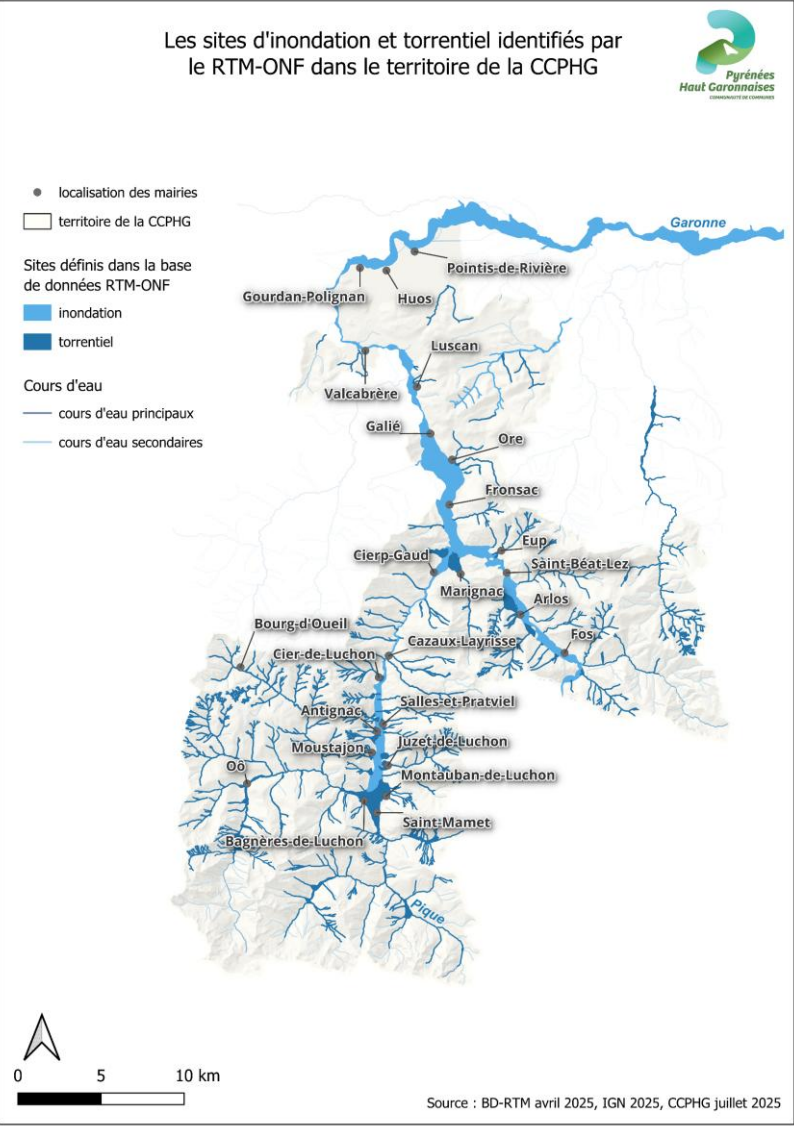 Les sites d'inondation et torrentiel identifiés par
le RTM-ONF dans le territoire de la CCPHG
Pyrénées
Haut Garonnaises
COMMUNAUTÉ DE COMMUNES
localisation des mairies
territoire de la CCPHG
Sites définis dans la base
de données RTM-ONF
inondation
torrentiel
Cours d'eau
cours d'eau principaux
cours d'eau secondaires
Garonne
Pointis-de-Rivière
Gourdan-Polignan
Huos
Luscan
Valcabrère
Galié
Ore
Fronsac
Eup
Cierp-Gaud
Saint-Béat-Lez
Marignac
Arlos
Bourg-d'Oueil
Fos
Cazaux-Layrisse
Cier-de-Luchon
Salles-et-Pratviel
Antignac
Juzet-de-Luchon
Moustajon
Oô
Montauban-de-Luchon
Saint-Mamet
Bagnères-de-Luchon
Pique
0 5 10 km
Source : BD-RTM avril 2025, IGN 2025, CCPHG juillet 2025